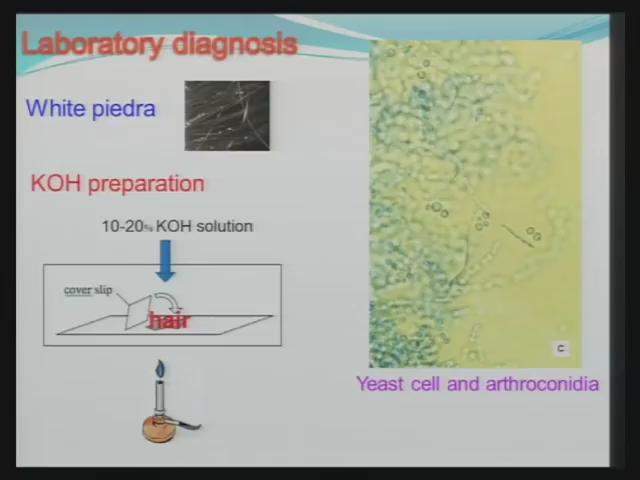 Laboratory diagnosis
White piedra
KOH preparation
10-20% KOH solution
cover slip
hair
C
Yeast cell and arthroconidia